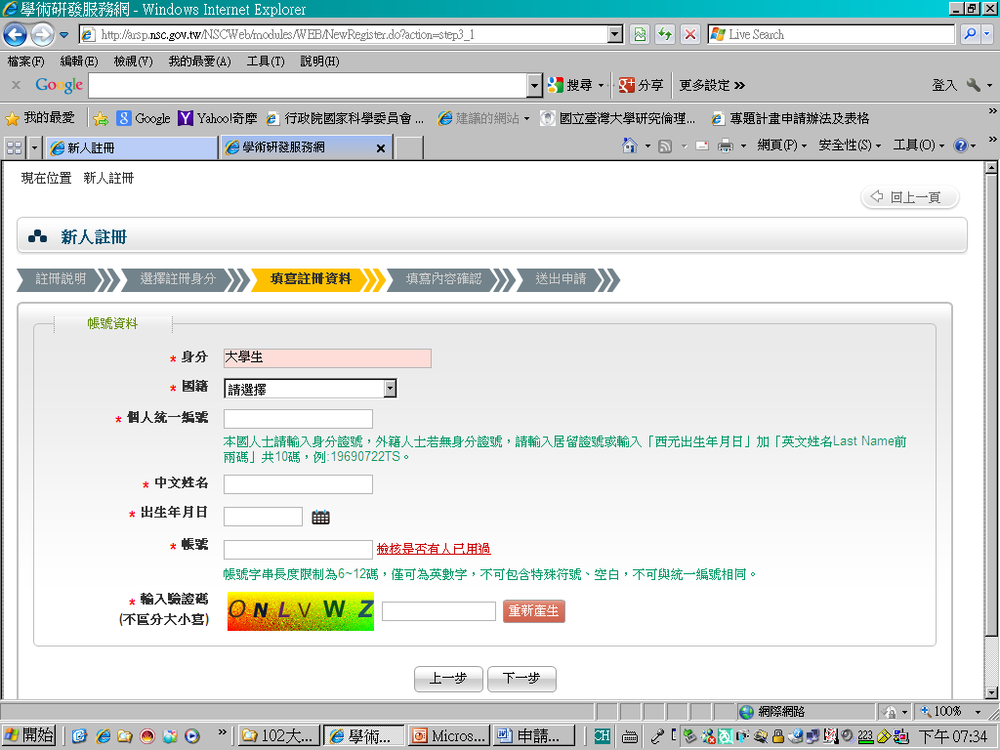 學術研發服務網 - Windows Internet Explorer
http://arsp.nsc.gov.tw/NSCWeb/modules/WEB/NewRegister.do?action=step3_1
Live Search
檔案(F) 編輯(E) 檢視(V) 我的最愛(A) 工具(T) 說明(H)
Google 搜尋 分享 更多設定 » 登入
我的最愛 Google Yahoo!奇摩 行政院國家科學委員會 ... 建議的網站 國立臺灣大學研究倫理... 專題計畫申請辦法及表格 »
新人註冊 學術研發服務網 網頁(P) 安全性(S) 工具(O) »
現在位置 新人註冊
回上一頁
新人註冊
註冊說明 選擇註冊身分 填寫註冊資料 填寫內容確認 送出申請
帳號資料
* 身分 大學生
* 國籍 請選擇
* 個人統一編號
本國人士請輸入身分證號，外籍人士若無身分證號，請輸入居留證號或輸入「西元出生年月日」加「英文姓名Last Name前
兩碼」共10碼，例:19690722TS。
* 中文姓名
* 出生年月日
* 帳號 檢核是否有人已用過
帳號字串長度限制為6~12碼，僅可為英數字，不可包含特殊符號、空白，不可與統一編號相同。
* 輸入驗證碼
(不區分大小寫)
O N L V W Z 重新產生
上一步 下一步
網際網路 100%
開始 » 102大... 學術... Micros... 申請... CH 223 下午 07:34